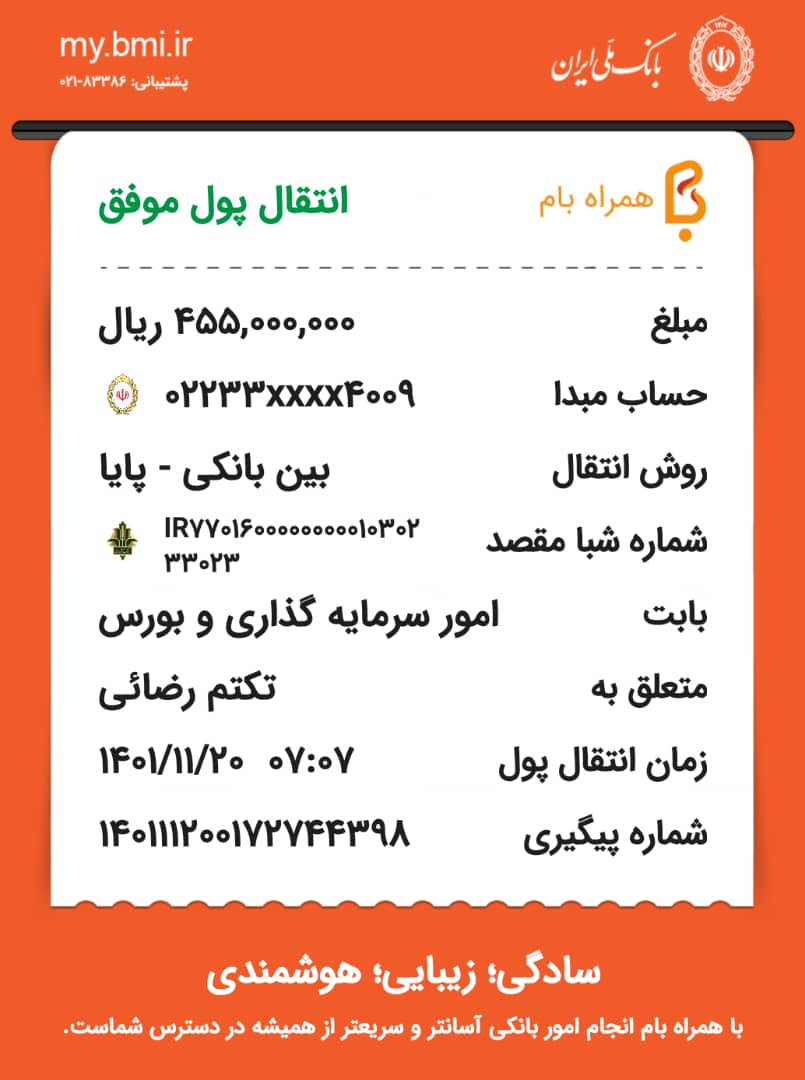 my.bmi.ir
پشتیبانی: ۸۳۳۸۶-۰۲۱
بانک ملی ایران
همراه بام
انتقال پول موفق
مبلغ ۴۵۵,۰۰۰,۰۰۰ ریال
حساب مبدا ۰۲۲۳۳xxxx۴۰۰۹
روش انتقال بین بانکی - پایا
شماره شبا مقصد IR۷۷۰۱۶۰۰۰۰۰۰۰۰۰۰۱۰۳۰۲
۳۳۰۲۳
بابت امور سرمایه گذاری و بورس
متعلق به تکتم رضائی
زمان انتقال پول ۱۴۰۱/۱۱/۲۰ ۰۷:۰۷
شماره پیگیری ۱۴۰۱۱۱۲۰۰۱۷۲۷۴۴۳۹۸
سادگی؛ زیبایی؛ هوشمندی
با همراه بام انجام امور بانکی آسانتر و سریعتر از همیشه در دسترس شماست.